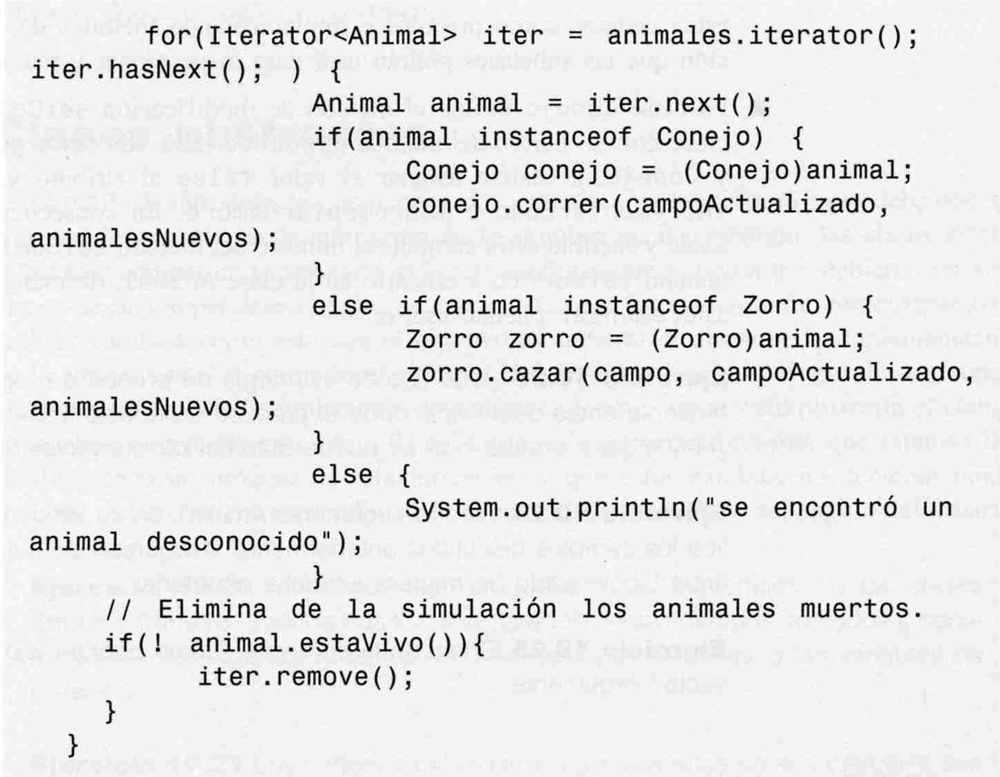 for(Iterator<Animal> iter = animales.iterator();
iter.hasNext(); ) {
Animal animal = iter.next();
if(animal instanceof Conejo) {
Conejo conejo = (Conejo)animal;
conejo.correr(campoActualizado,
animalesNuevos);
}
else if(animal instanceof Zorro) {
Zorro zorro = (Zorro)animal;
zorro.cazar(campo, campoActualizado,
animalesNuevos);
}
else {
System.out.println("se encontró un
animal desconocido");
}
// Elimina de la simulación los animales muertos.
if(! animal.estaVivo()){
iter.remove();
}
}